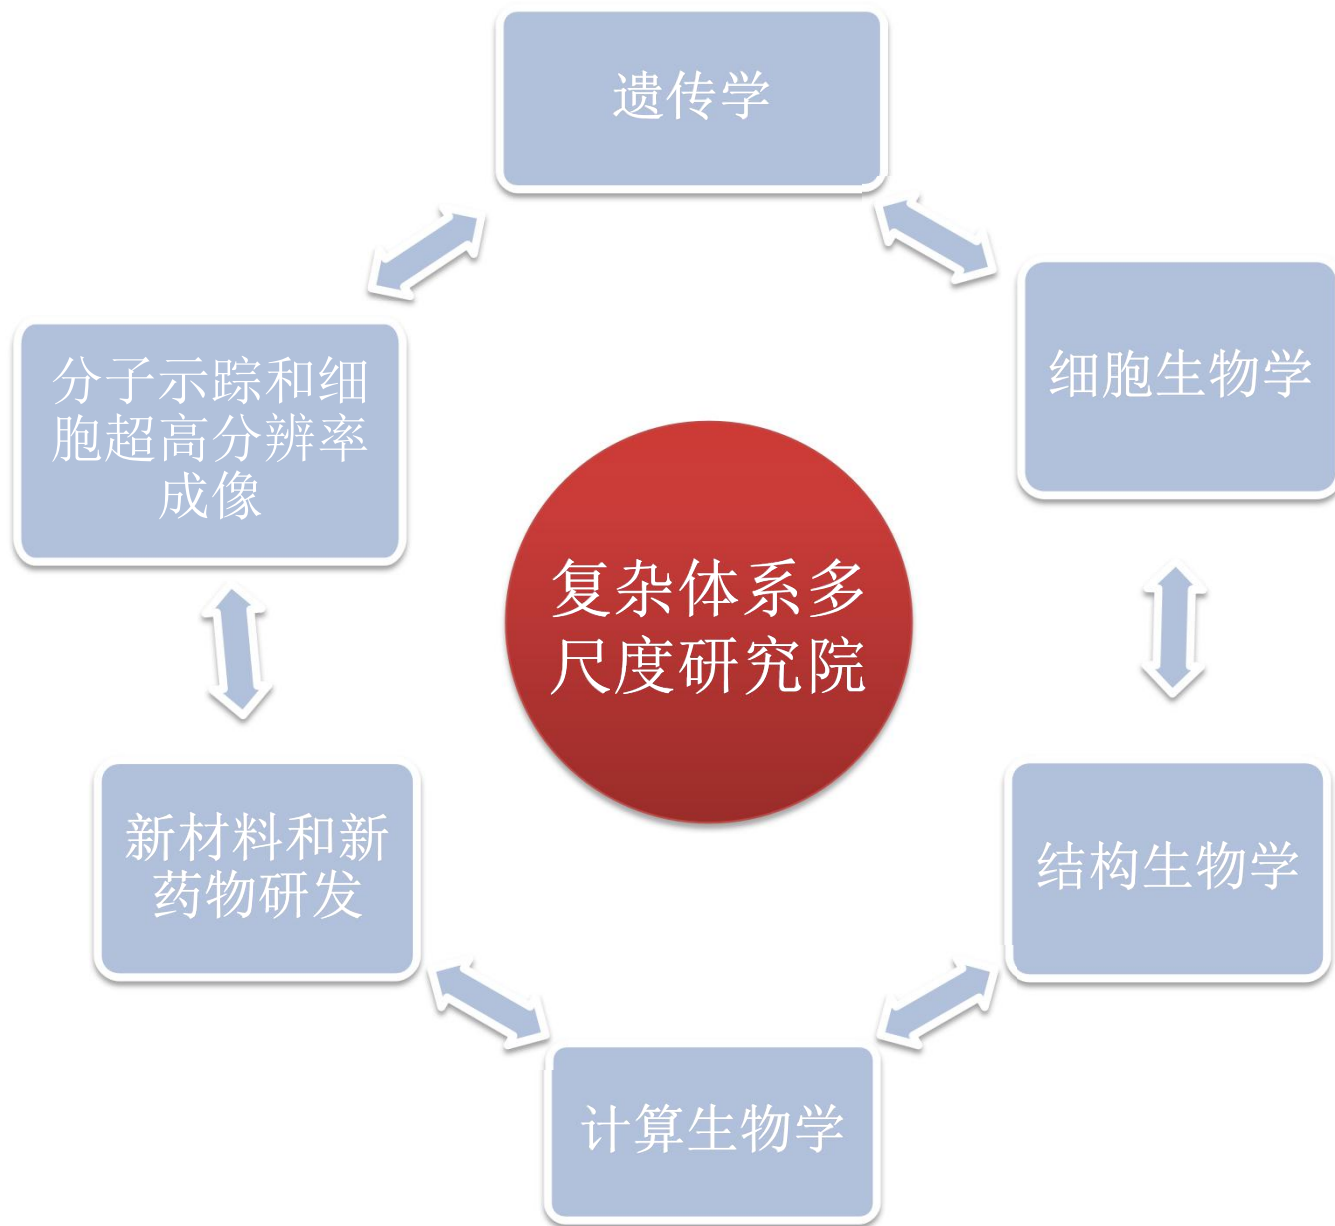 遗传学
细胞生物学
分子示踪和细
胞超高分辨率
成像
复杂体系多
尺度研究院
新材料和新
药物研发
结构生物学
计算生物学